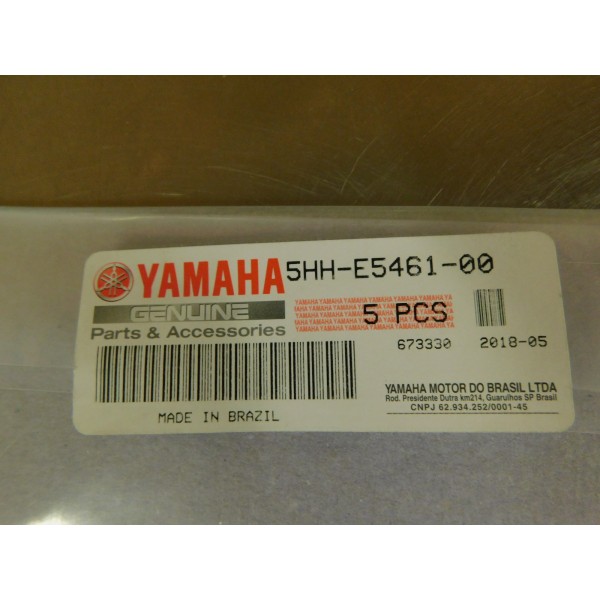 YAMAHA 5HH-E5461-00
GENUINE
Parts & Accessories
5 PCS
673330 2018-05
YAMAHA MOTOR DO BRASIL LTDA
Rod. Presidente Dutra km214, Guarulhos SP Brasil
CNPJ 62.934.252/0001-45
MADE IN BRAZIL